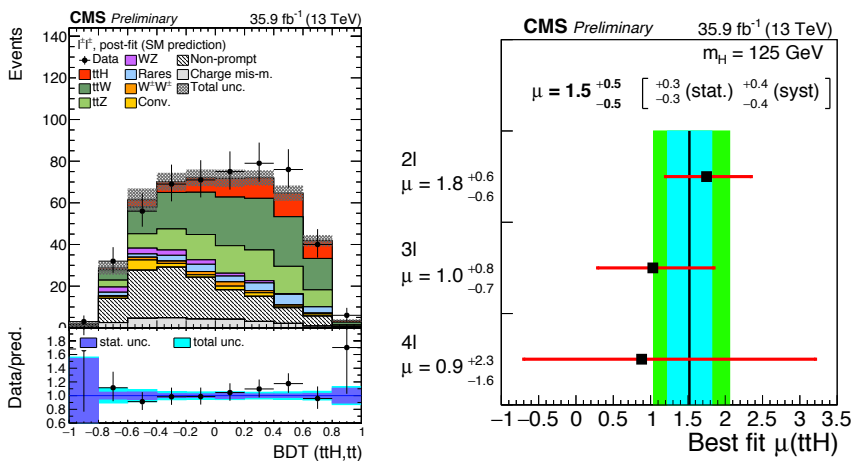 CMS Preliminary 35.9 fb⁻¹ (13 TeV)
Events
l±l±, post-fit (SM prediction)
Data WZ Non-prompt
ttH Rares Charge mis-m.
ttW W±W± Total unc.
ttZ Conv.
140
120
100
80
60
40
20
0
Data/pred.
stat. unc. total unc.
1.8
1.6
1.4
1.2
1.0
0.8
0.6
−1 −0.8 −0.6 −0.4 −0.2 0 0.2 0.4 0.6 0.8 1
BDT (ttH,tt)
CMS Preliminary 35.9 fb⁻¹ (13 TeV)
m_H = 125 GeV
μ = 1.5 +0.5 −0.5 [ +0.3 −0.3 (stat.) +0.4 −0.4 (syst) ]
2l
μ = 1.8 +0.6 −0.6
3l
μ = 1.0 +0.8 −0.7
4l
μ = 0.9 +2.3 −1.6
−1 −0.5 0 0.5 1 1.5 2 2.5 3 3.5
Best fit μ(ttH)